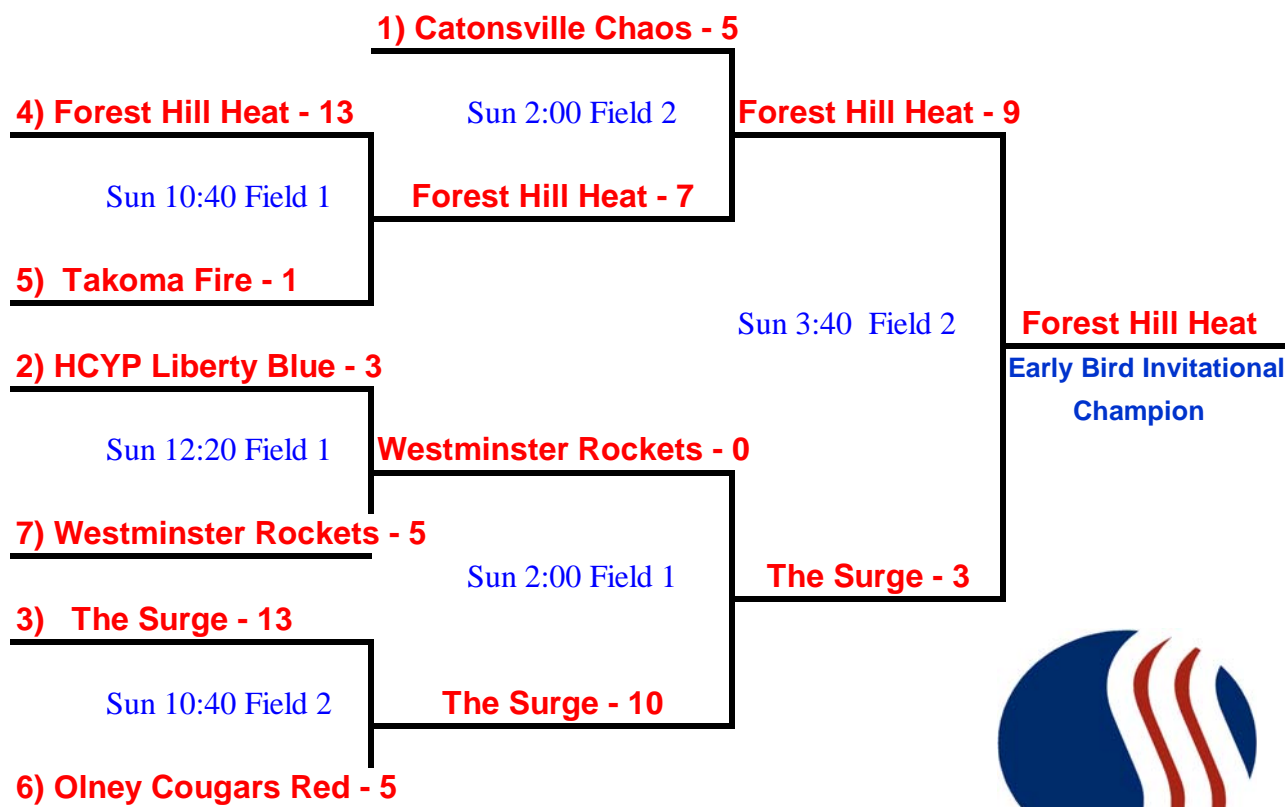 1) Catonsville Chaos - 5
4) Forest Hill Heat - 13
Sun 2:00 Field 2
Forest Hill Heat - 9
Sun 10:40 Field 1
Forest Hill Heat - 7
5) Takoma Fire - 1
Sun 3:40 Field 2
Forest Hill Heat
2) HCYP Liberty Blue - 3
Early Bird Invitational
Champion
Sun 12:20 Field 1
Westminster Rockets - 0
7) Westminster Rockets - 5
Sun 2:00 Field 1
The Surge - 3
3) The Surge - 13
Sun 10:40 Field 2
The Surge - 10
6) Olney Cougars Red - 5